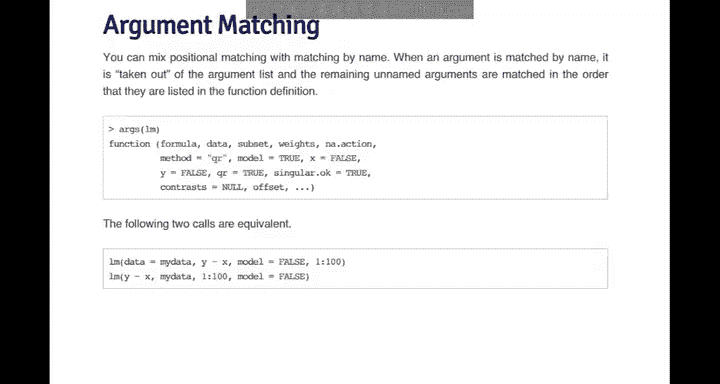 Argument Matching
You can mix positional matching with matching by name. When an argument is matched by name, it
is "taken out" of the argument list and the remaining unnamed arguments are matched in the order
that they are listed in the function definition.
> args(lm)
function (formula, data, subset, weights, na.action,
method = "qr", model = TRUE, x = FALSE,
y = FALSE, qr = TRUE, singular.ok = TRUE,
contrasts = NULL, offset, ...)
The following two calls are equivalent.
lm(data = mydata, y - x, model = FALSE, 1:100)
lm(y - x, mydata, 1:100, model = FALSE)